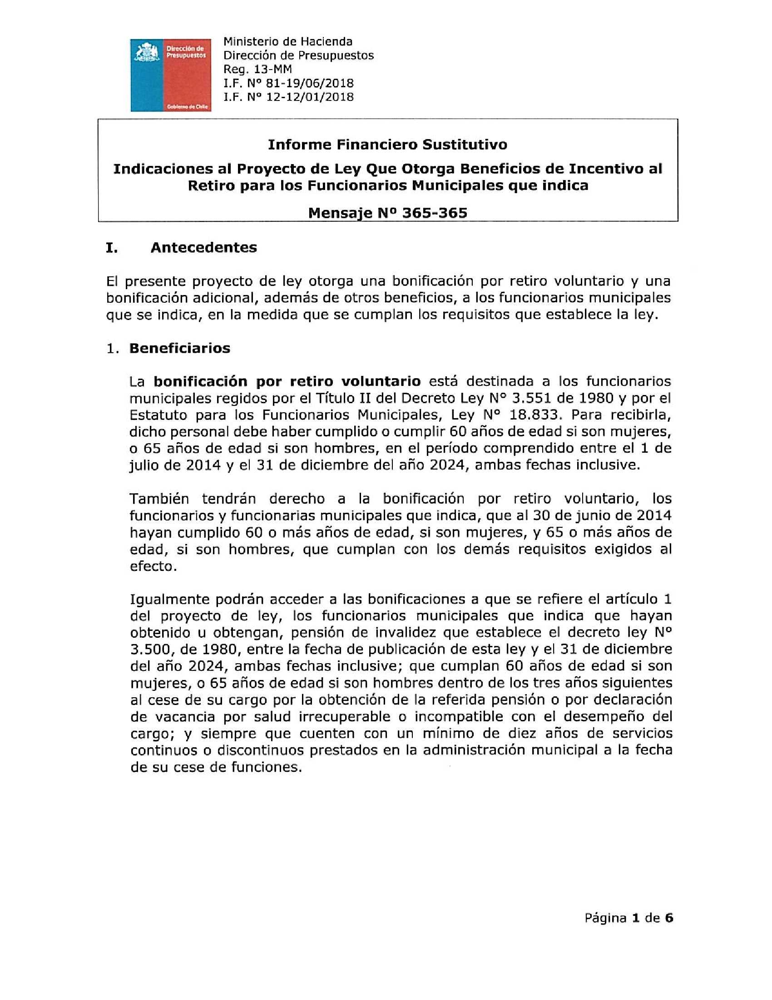 Dirección de
Presupuestos
Gobierno de Chile
Ministerio de Hacienda
Dirección de Presupuestos
Reg. 13-MM
I.F. Nº 81-19/06/2018
I.F. Nº 12-12/01/2018
Informe Financiero Sustitutivo
Indicaciones al Proyecto de Ley Que Otorga Beneficios de Incentivo al
Retiro para los Funcionarios Municipales que indica
Mensaje Nº 365-365
I. Antecedentes
El presente proyecto de ley otorga una bonificación por retiro voluntario y una
bonificación adicional, además de otros beneficios, a los funcionarios municipales
que se indica, en la medida que se cumplan los requisitos que establece la ley.
1. Beneficiarios
La bonificación por retiro voluntario está destinada a los funcionarios
municipales regidos por el Título II del Decreto Ley Nº 3.551 de 1980 y por el
Estatuto para los Funcionarios Municipales, Ley Nº 18.833. Para recibirla,
dicho personal debe haber cumplido o cumplir 60 años de edad si son mujeres,
o 65 años de edad si son hombres, en el período comprendido entre el 1 de
julio de 2014 y el 31 de diciembre del año 2024, ambas fechas inclusive.
También tendrán derecho a la bonificación por retiro voluntario, los
funcionarios y funcionarias municipales que indica, que al 30 de junio de 2014
hayan cumplido 60 o más años de edad, si son mujeres, y 65 o más años de
edad, si son hombres, que cumplan con los demás requisitos exigidos al
efecto.
Igualmente podrán acceder a las bonificaciones a que se refiere el artículo 1
del proyecto de ley, los funcionarios municipales que indica que hayan
obtenido u obtengan, pensión de invalidez que establece el decreto ley Nº
3.500, de 1980, entre la fecha de publicación de esta ley y el 31 de diciembre
del año 2024, ambas fechas inclusive; que cumplan 60 años de edad si son
mujeres, o 65 años de edad si son hombres dentro de los tres años siguientes
al cese de su cargo por la obtención de la referida pensión o por declaración
de vacancia por salud irrecuperable o incompatible con el desempeño del
cargo; y siempre que cuenten con un mínimo de diez años de servicios
continuos o discontinuos prestados en la administración municipal a la fecha
de su cese de funciones.
Página 1 de 6